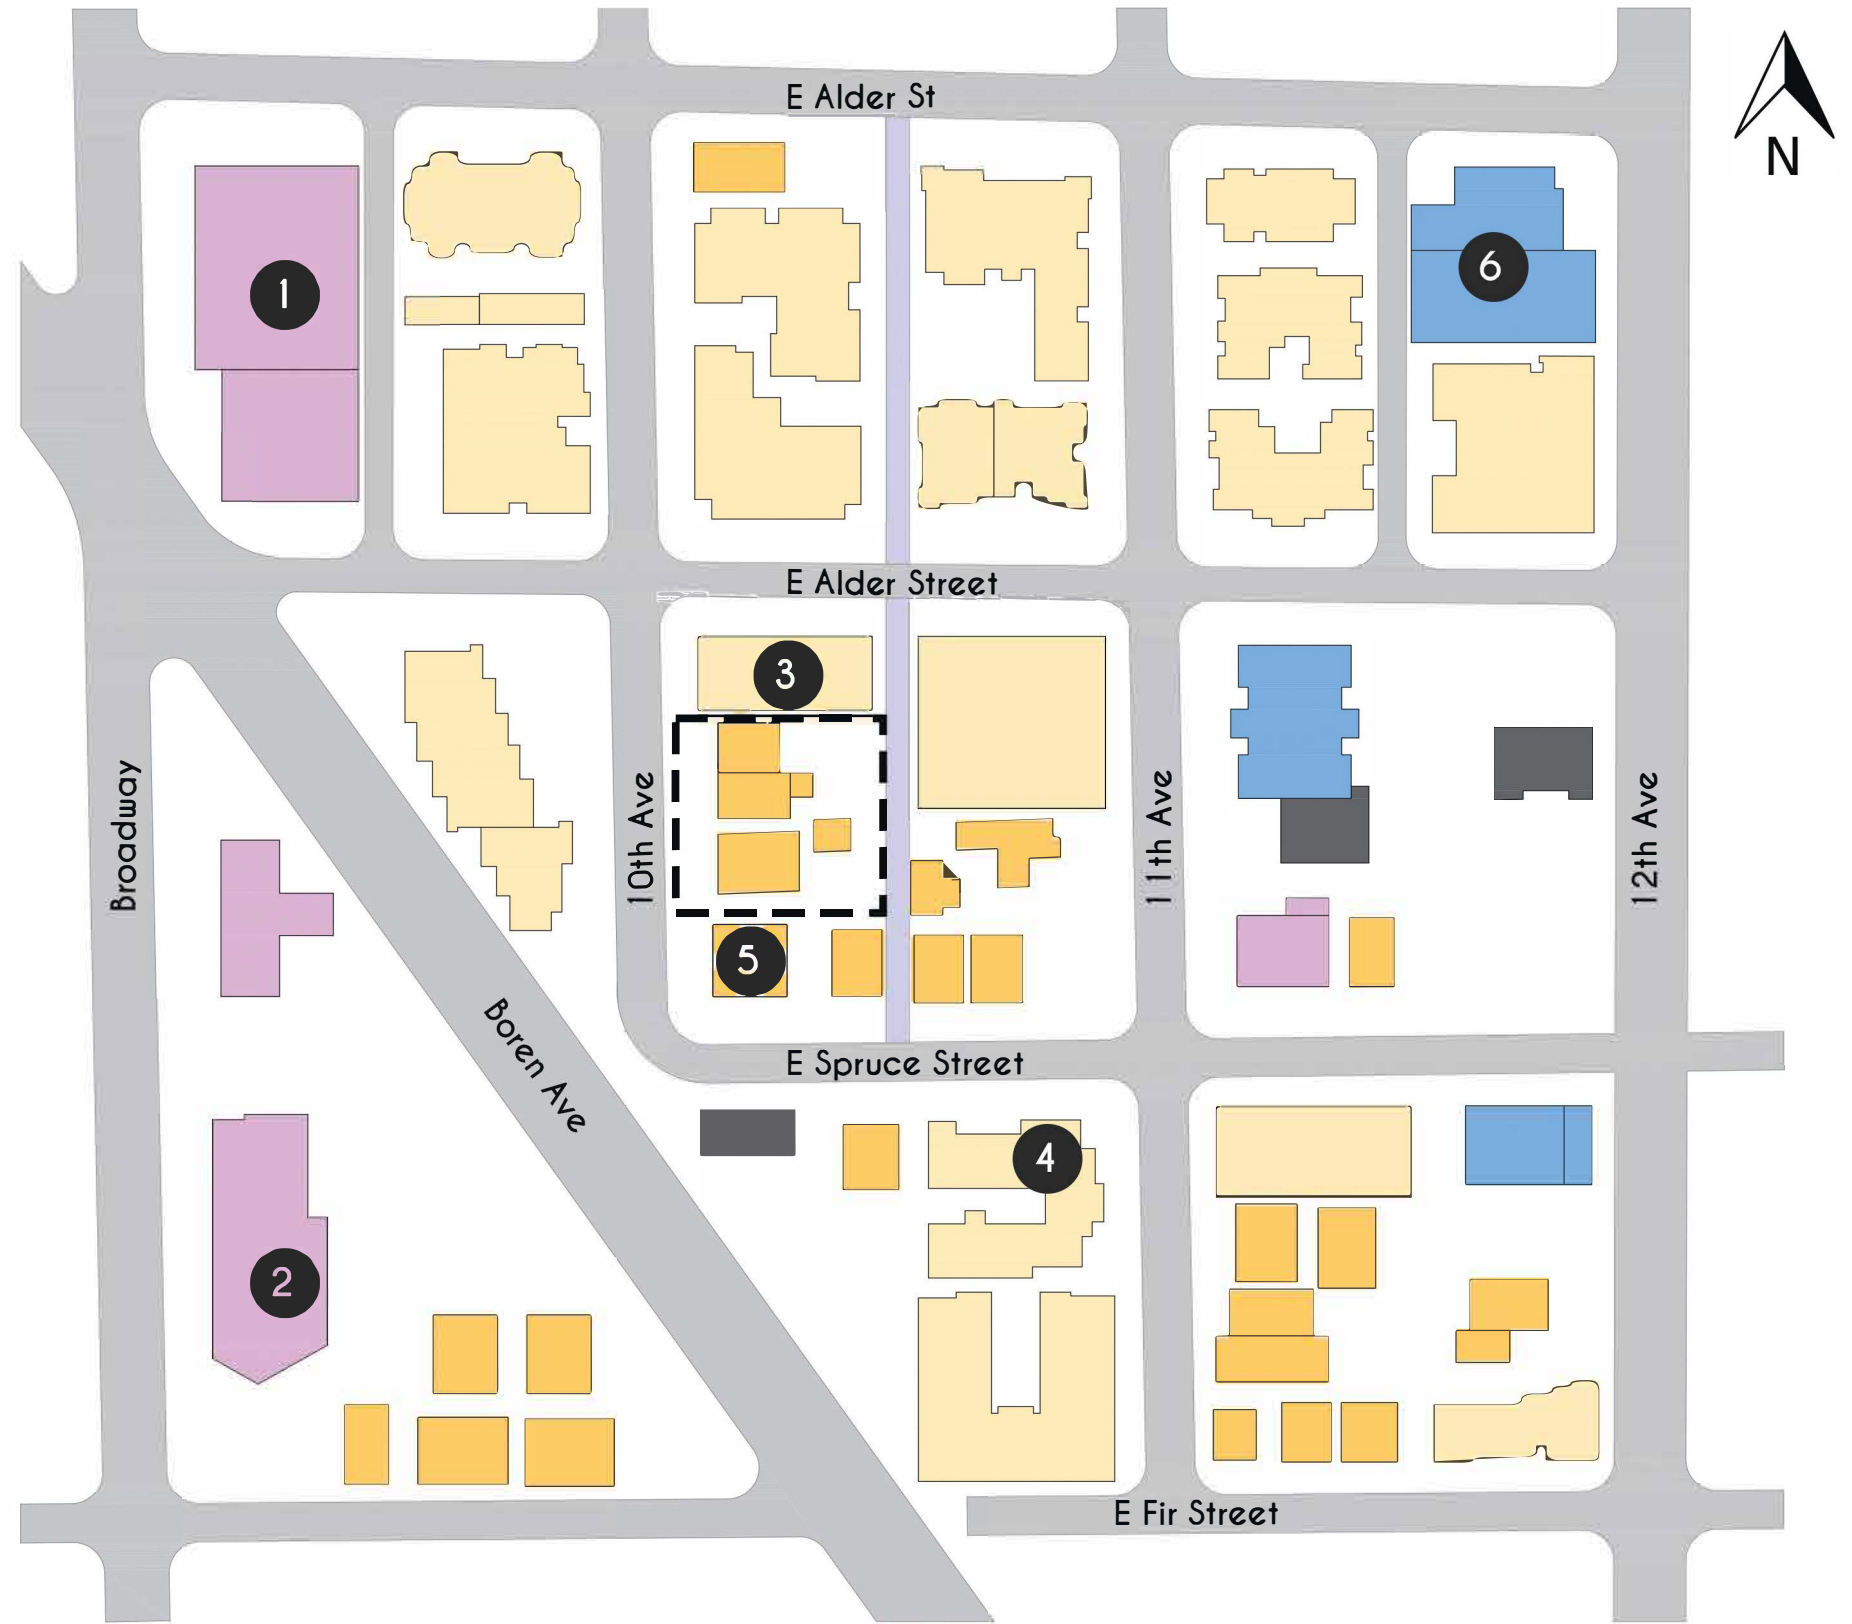 E Alder St
N
1
6
E Alder Street
3
Broadway
10th Ave
11th Ave
12th Ave
5
Boren Ave
E Spruce Street
4
2
E Fir Street